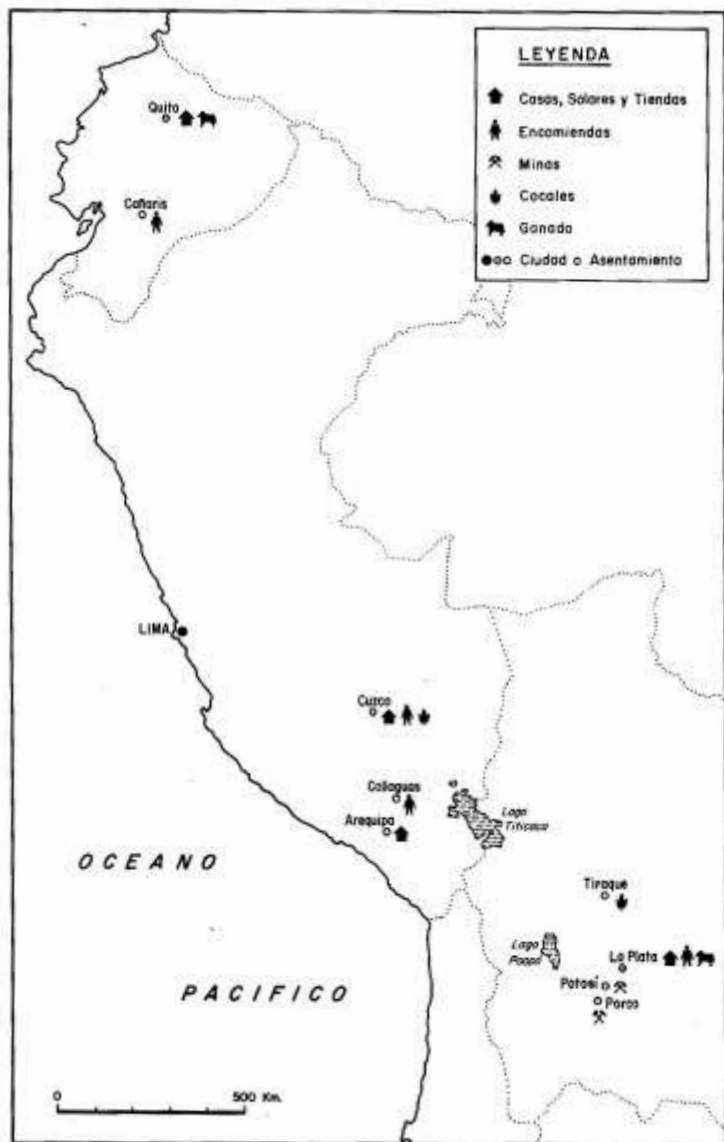 LEYENDA
Casas, Solares y Tiendas
Encomiendas
Minas
Cocales
Ganado
Ciudad o Asentamiento
Quito
Cañaris
LIMA
Cuzco
Collaguas
Arequipa
Lago
Titicaca
OCEANO
PACIFICO
Tiraque
Lago
Poopo
La Plata
Potosí
Porco
0 500 Km.